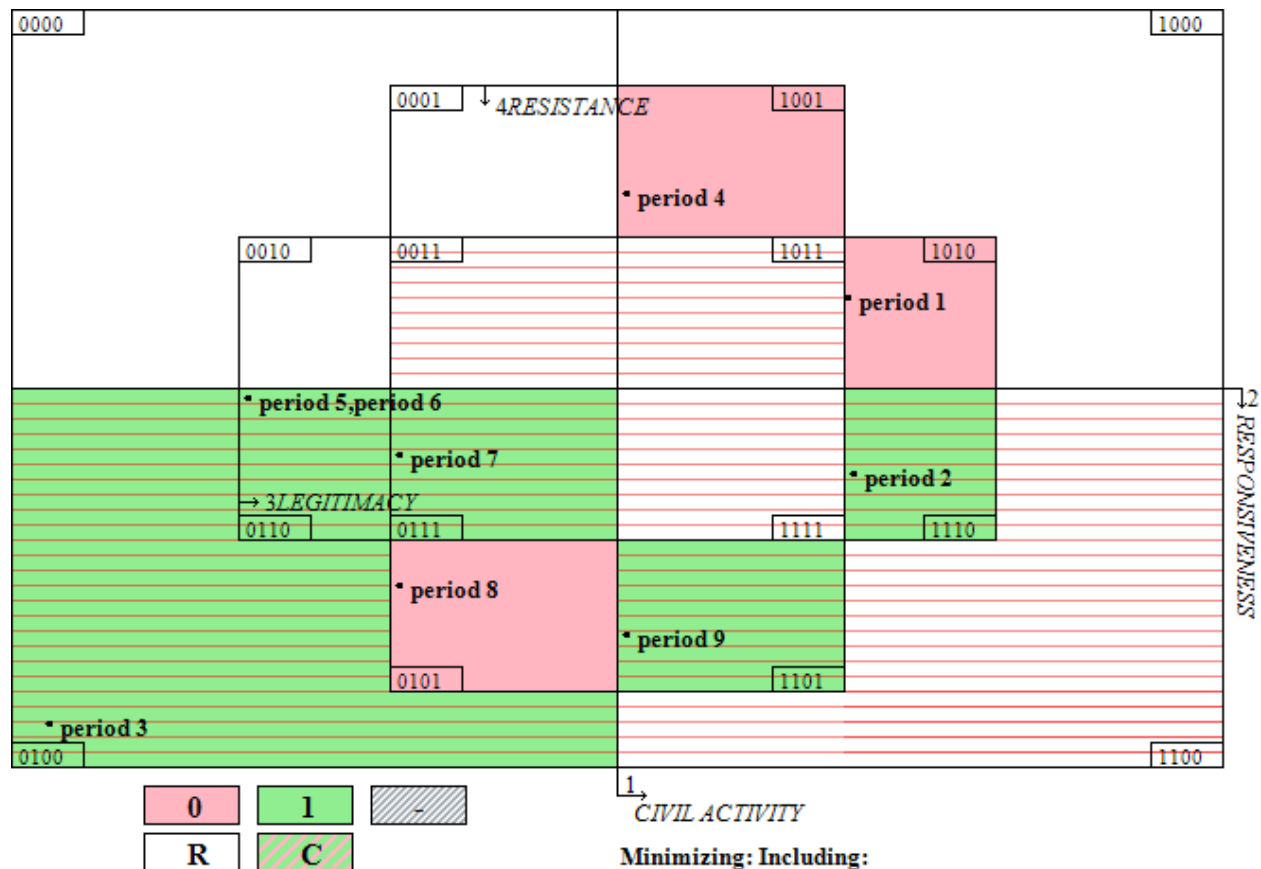 0000 1000
0001 4RESISTANCE 1001
period 4
0010 0011 1011 1010
period 1
period 5,period 6
2
RESPONSIVENESS
period 7
period 2
3LEGITIMACY
0110 0111 1111 1110
period 8
period 9
0101 1101
period 3
0100 1100
1
CIVIL ACTIVITY
0 1 -
R C
Minimizing: Including: